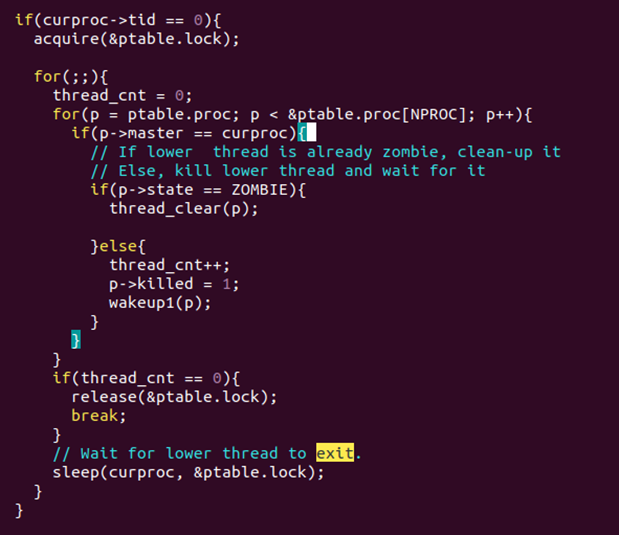 if(curproc->tid == 0){
  acquire(&ptable.lock);

  for(;;){
    thread_cnt = 0;
    for(p = ptable.proc; p < &ptable.proc[NPROC]; p++){
      if(p->master == curproc){
        // If lower  thread is already zombie, clean-up it
        // Else, kill lower thread and wait for it
        if(p->state == ZOMBIE){
          thread_clear(p);

        }else{
          thread_cnt++;
          p->killed = 1;
          wakeup1(p);
        }
      }
    }
    if(thread_cnt == 0){
      release(&ptable.lock);
      break;
    }
    // Wait for lower thread to exit.
    sleep(curproc, &ptable.lock);
  }
}